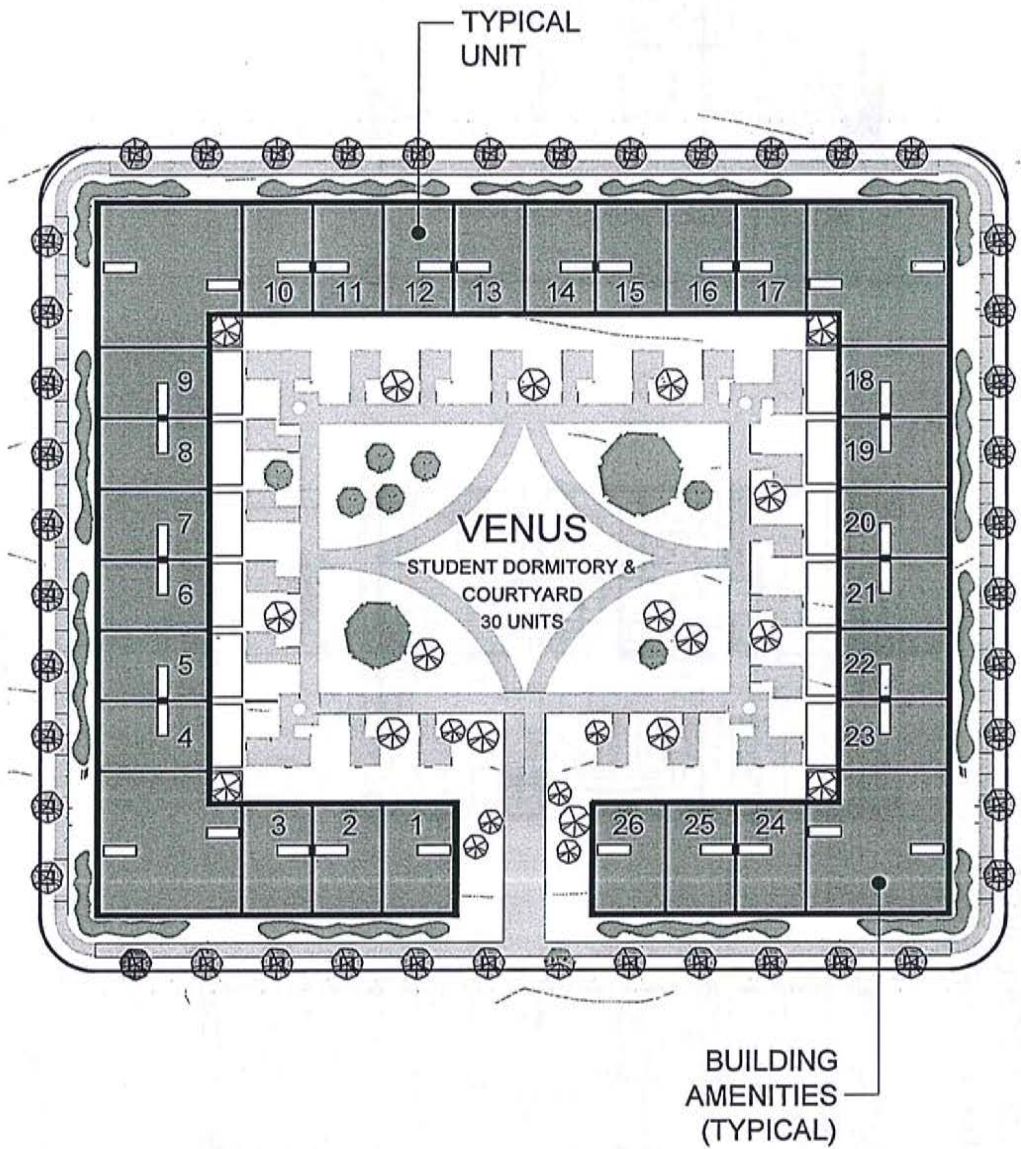 TYPICAL
UNIT
10 11 12 13 14 15 16 17
9 18
8 19
7 20
VENUS
STUDENT DORMITORY &
COURTYARD
30 UNITS
6 21
5 22
4 23
3 2 1 26 25 24
BUILDING
AMENITIES
(TYPICAL)